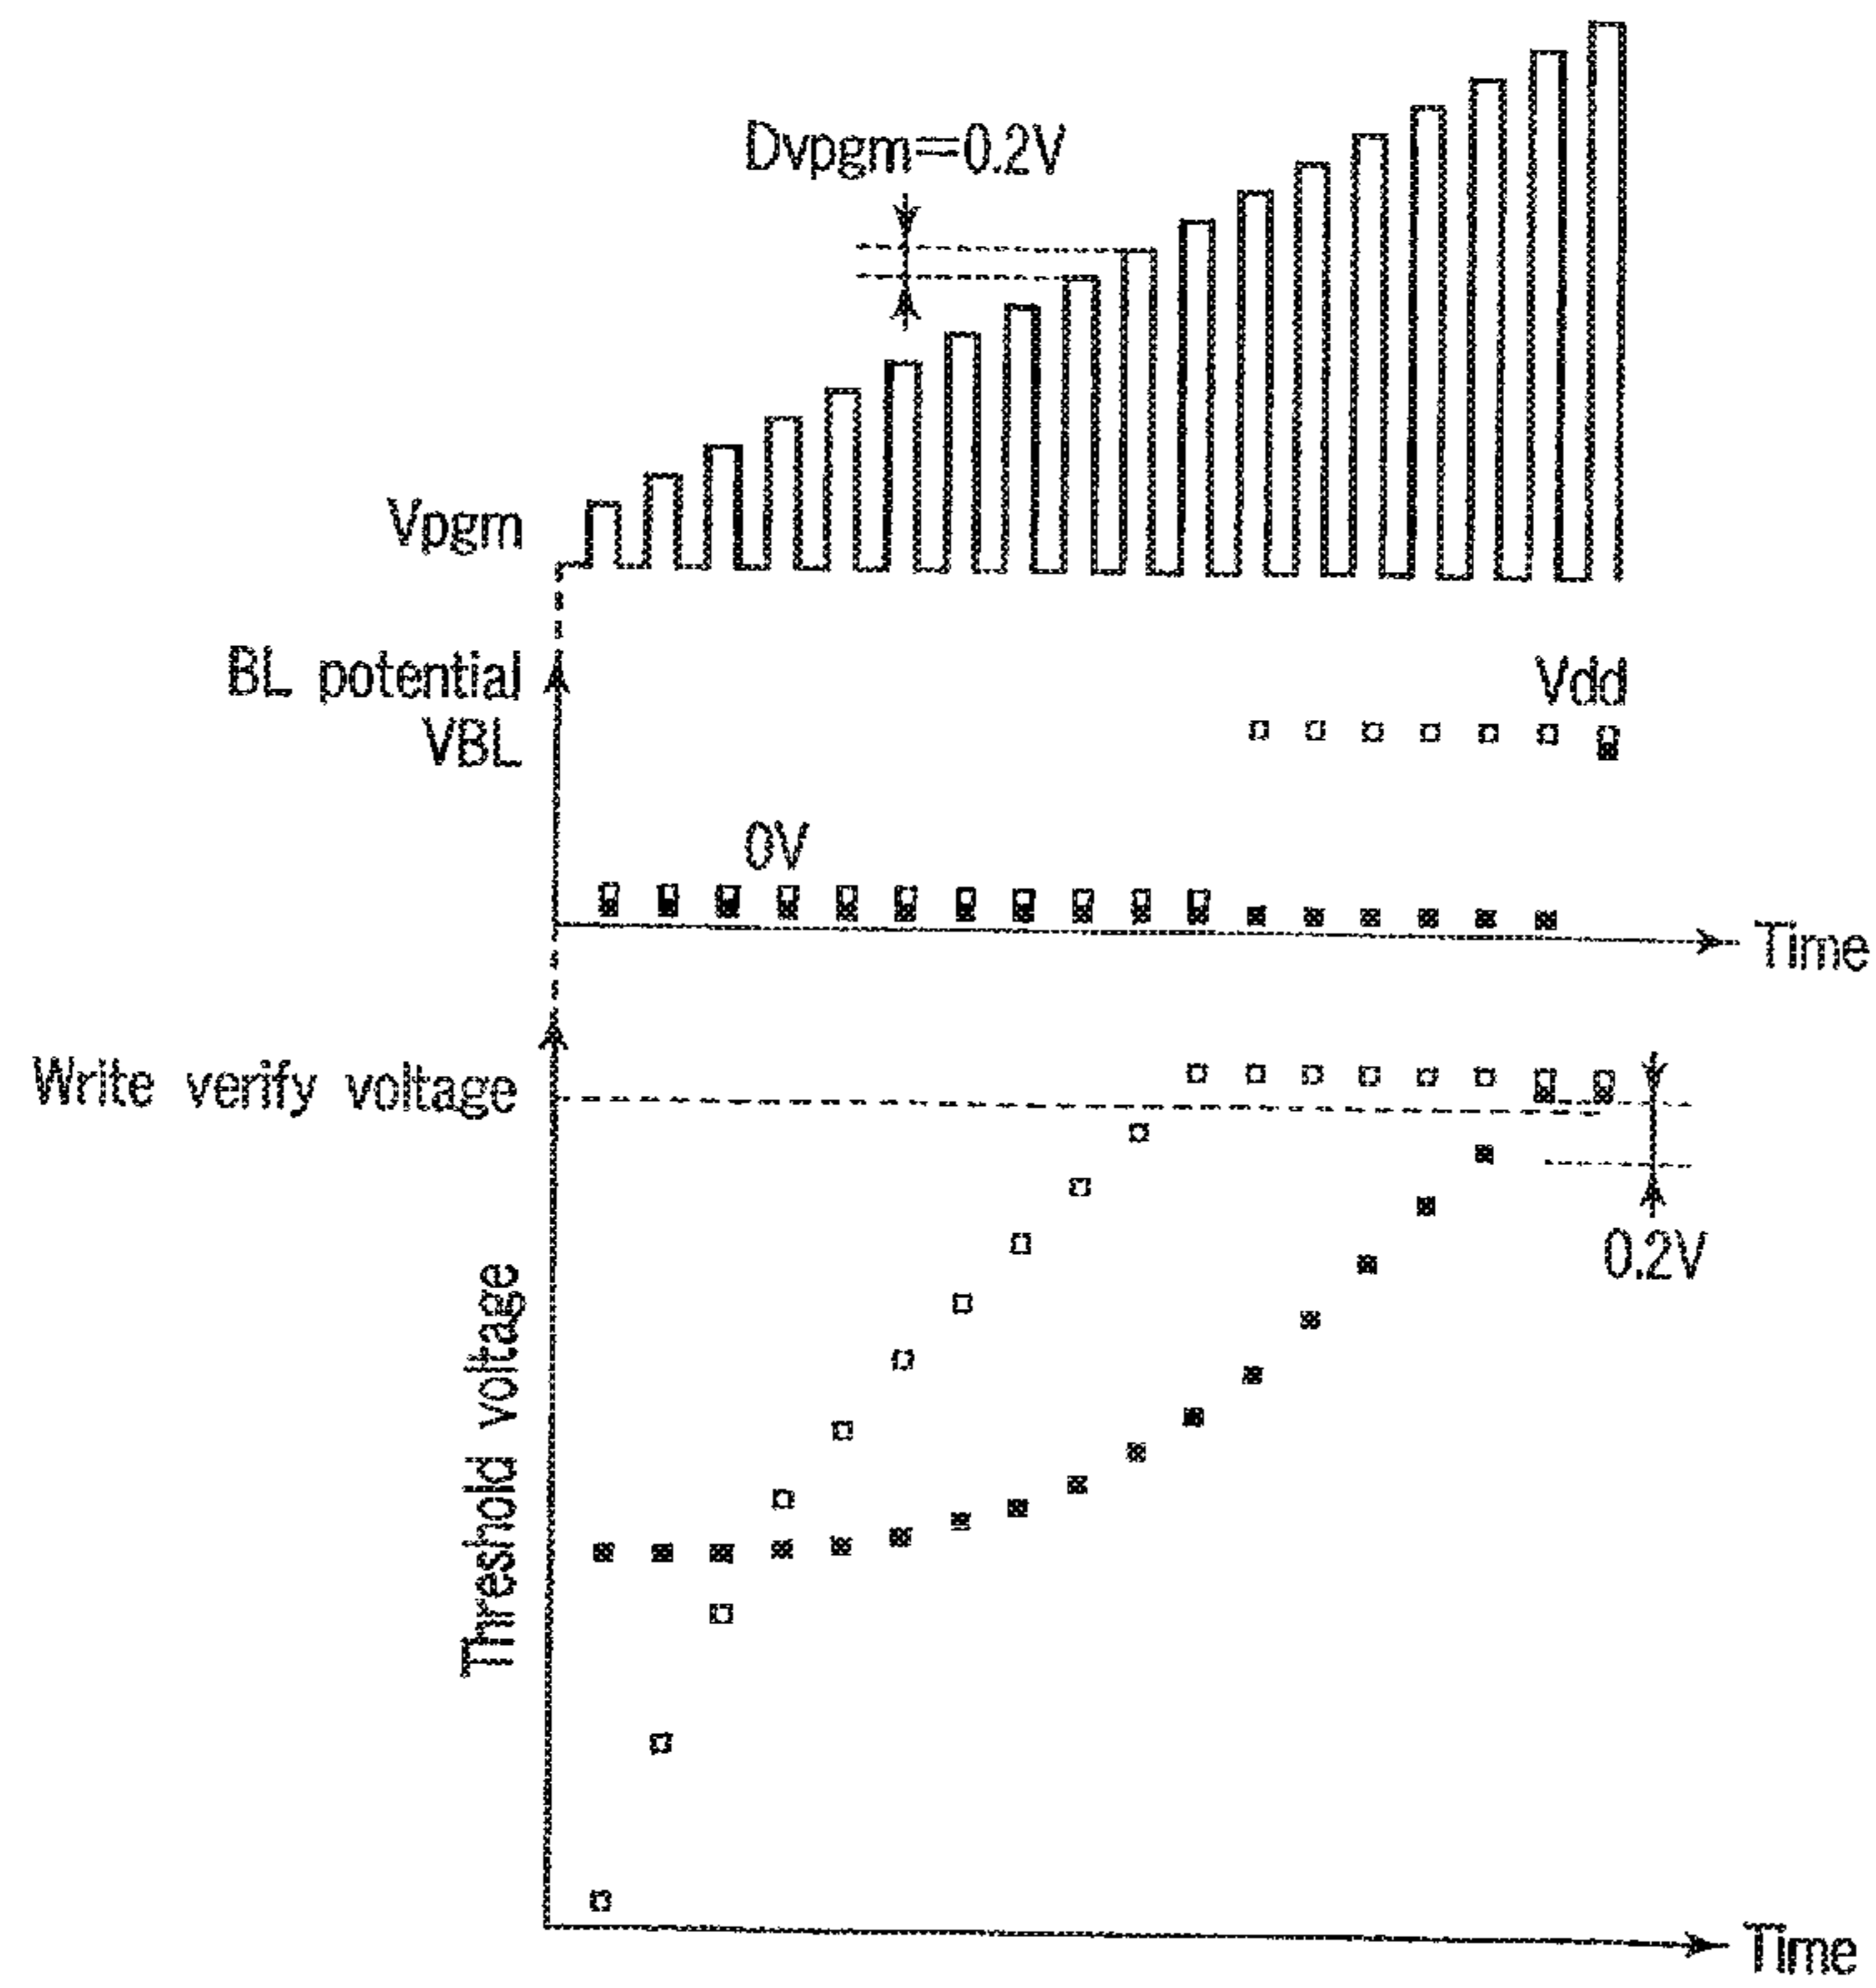 Dvpgm=0.2V
Vpgm
BL potential
VBL
Vdd
0V
Time
Write verify voltage
0.2V
Threshold voltage
Time